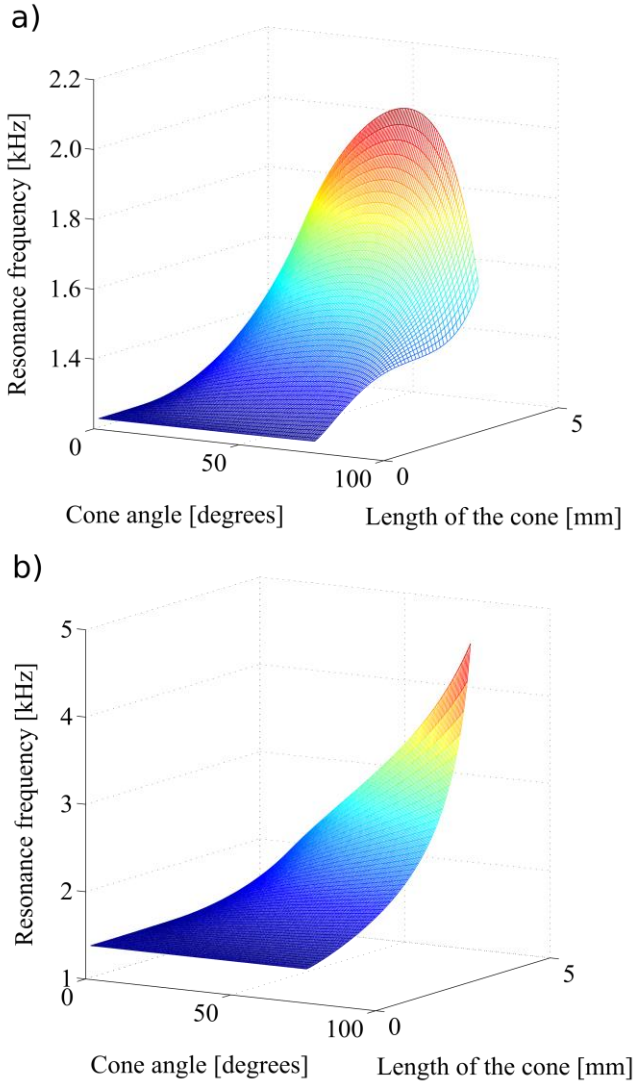 a)
2.2
2.0
1.8
1.6
1.4
Resonance frequency [kHz]
0
50
100
0
5
Cone angle [degrees]
Length of the cone [mm]
b)
5
4
3
2
1
Resonance frequency [kHz]
0
50
100
0
5
Cone angle [degrees]
Length of the cone [mm]